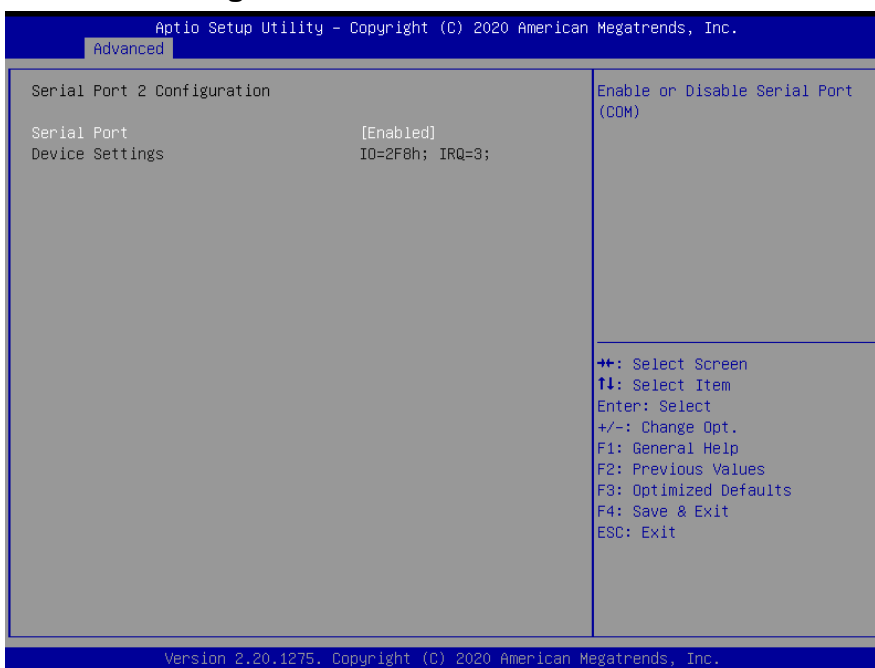 Aptio Setup Utility – Copyright (C) 2020 American Megatrends, Inc.
Advanced
Serial Port 2 Configuration
Serial Port [Enabled]
Device Settings IO=2F8h; IRQ=3;
Enable or Disable Serial Port
(COM)
→←: Select Screen
↑↓: Select Item
Enter: Select
+/-: Change Opt.
F1: General Help
F2: Previous Values
F3: Optimized Defaults
F4: Save & Exit
ESC: Exit
Version 2.20.1275. Copyright (C) 2020 American Megatrends, Inc.